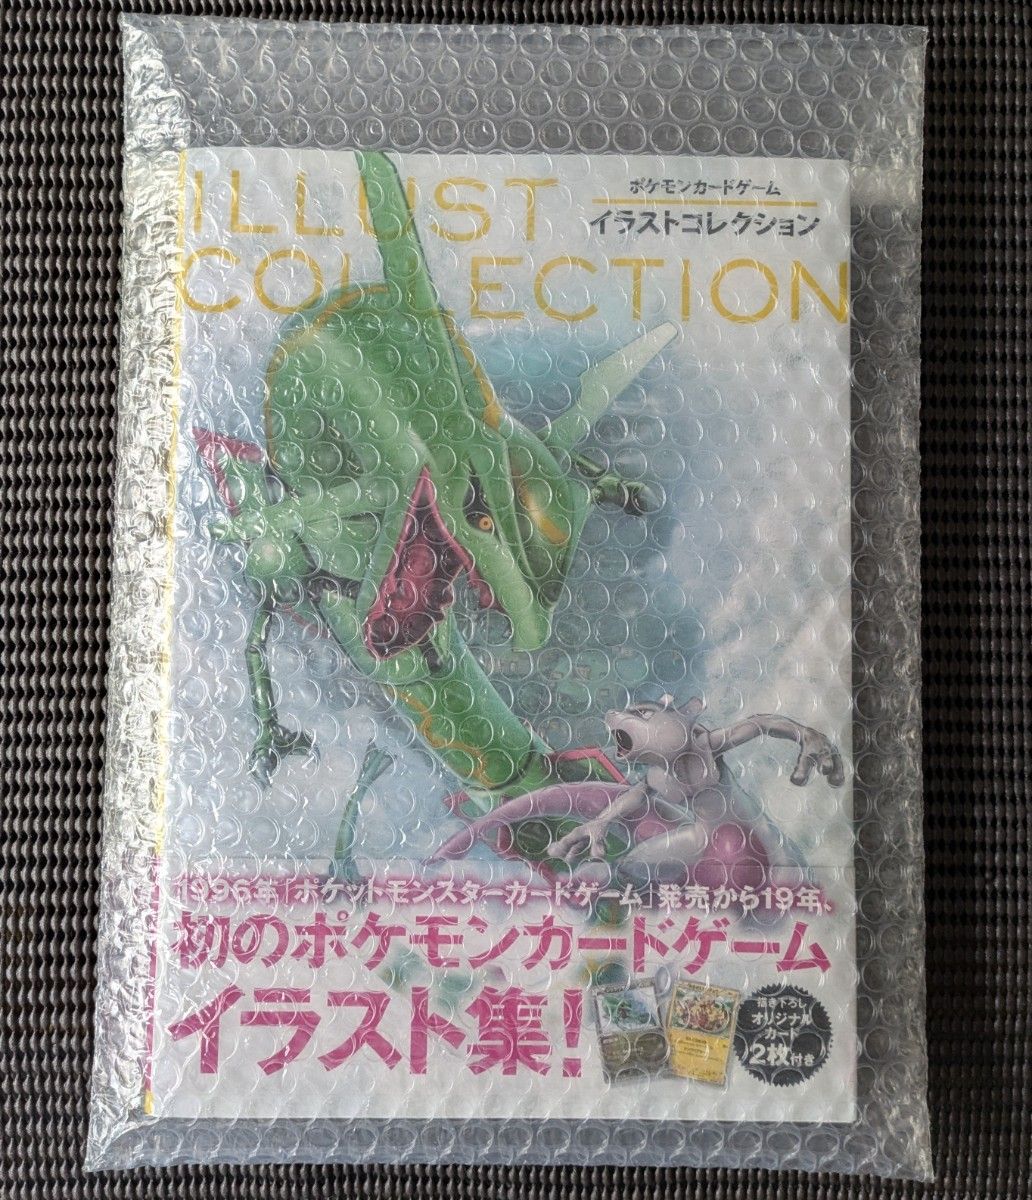 ILLUST
COLLECTION
ポケモンカードゲーム
イラストコレクション
1996年「ポケットモンスターカードゲーム」発売から19年、
初のポケモンカードゲーム
イラスト集!
描き下ろし
オリジナル
カード
2枚付き